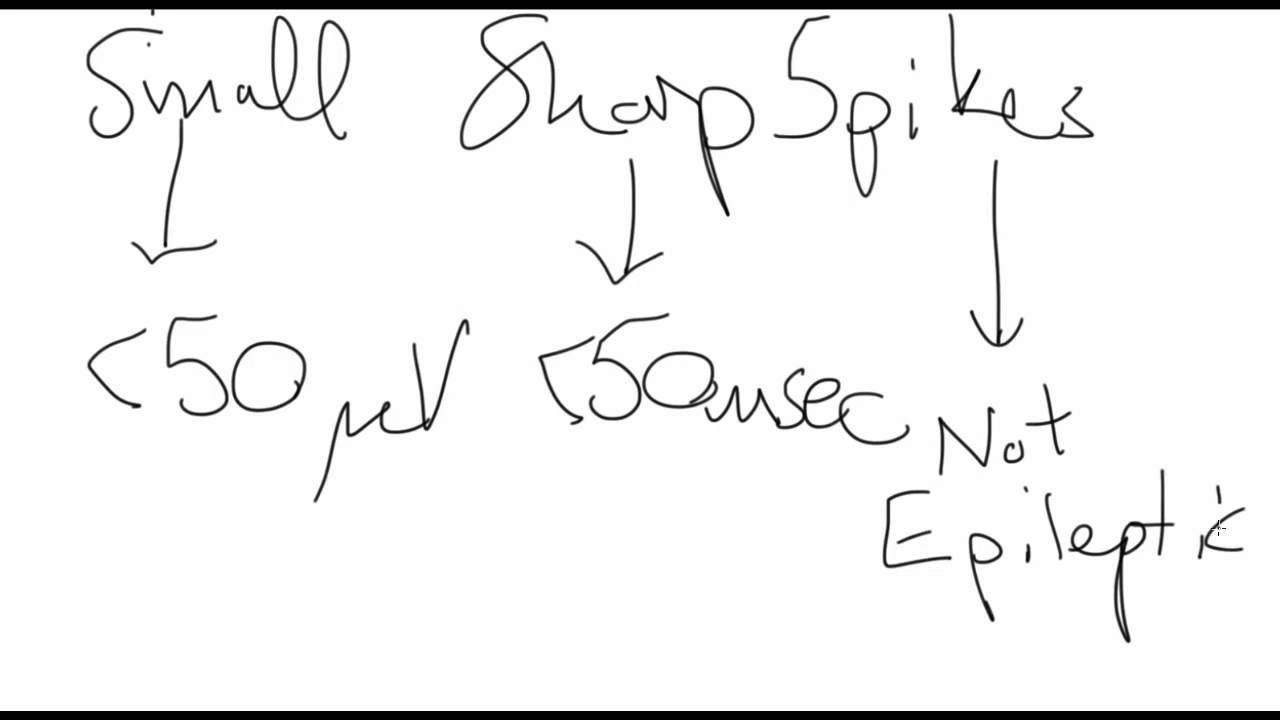 Small Sharp Spikes
<50 μV <50 msec Not
Epileptic